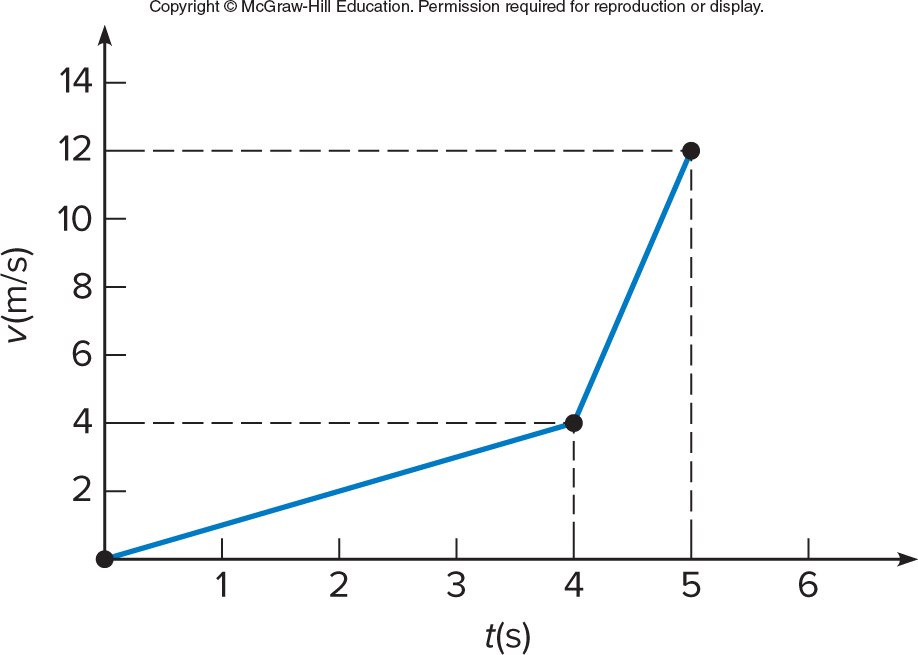 Copyright © McGraw-Hill Education. Permission required for reproduction or display.
14
12
10
8
6
4
2
v(m/s)
1 2 3 4 5 6
t(s)